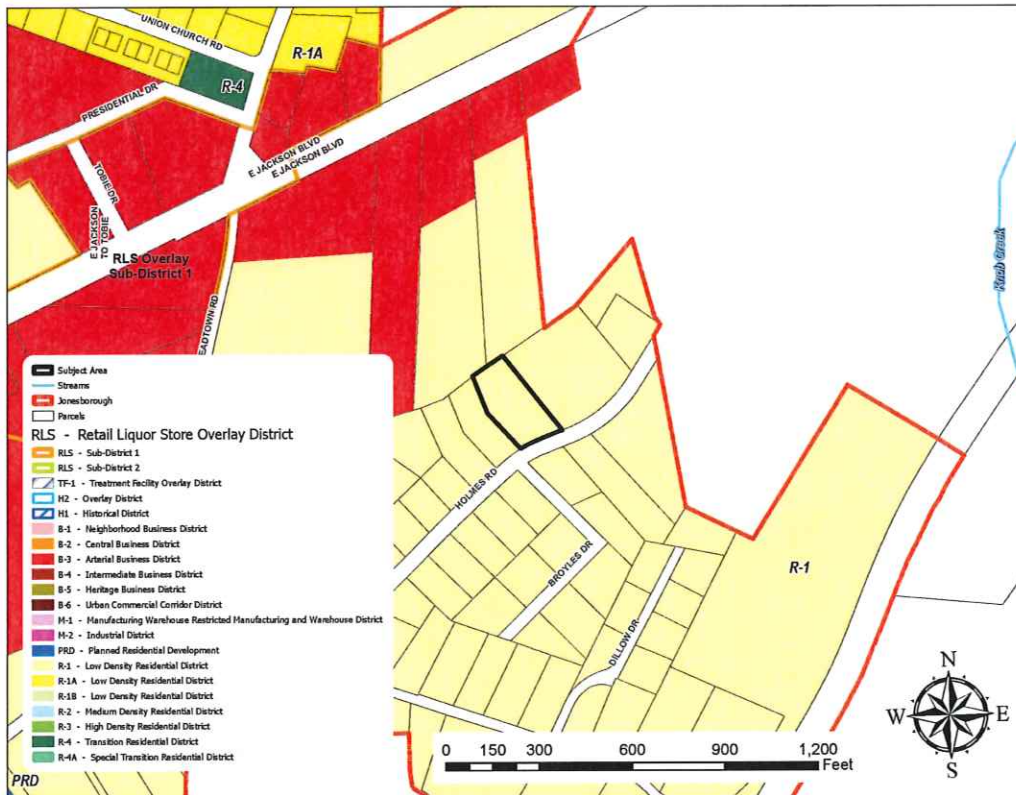 UNION CHURCH RD
R-1A
R-4
PRESIDENTIAL DR
TOBIE DR
E JACKSON BLVD
E JACKSON BLVD
E JACKSON
TO TOBIE
RLS Overlay
Sub-District 1
EADTOWN RD
Knob Creek
HOLMES RD
BROYLES DR
DILLOW DR
R-1
Subject Area
Streams
Jonesborough
Parcels
RLS - Retail Liquor Store Overlay District
RLS - Sub-District 1
RLS - Sub-District 2
TF-1 - Treatment Facility Overlay District
H2 - Overlay District
H1 - Historical District
B-1 - Neighborhood Business District
B-2 - Central Business District
B-3 - Arterial Business District
B-4 - Intermediate Business District
B-5 - Heritage Business District
B-6 - Urban Commercial Corridor District
M-1 - Manufacturing Warehouse Restricted Manufacturing and Warehouse District
M-2 - Industrial District
PRD - Planned Residential Development
R-1 - Low Density Residential District
R-1A - Low Density Residential District
R-1B - Low Density Residential District
R-2 - Medium Density Residential District
R-3 - High Density Residential District
R-4 - Transition Residential District
R-4A - Special Transition Residential District
PRD
0 150 300 600 900 1,200
Feet
N
W E
S